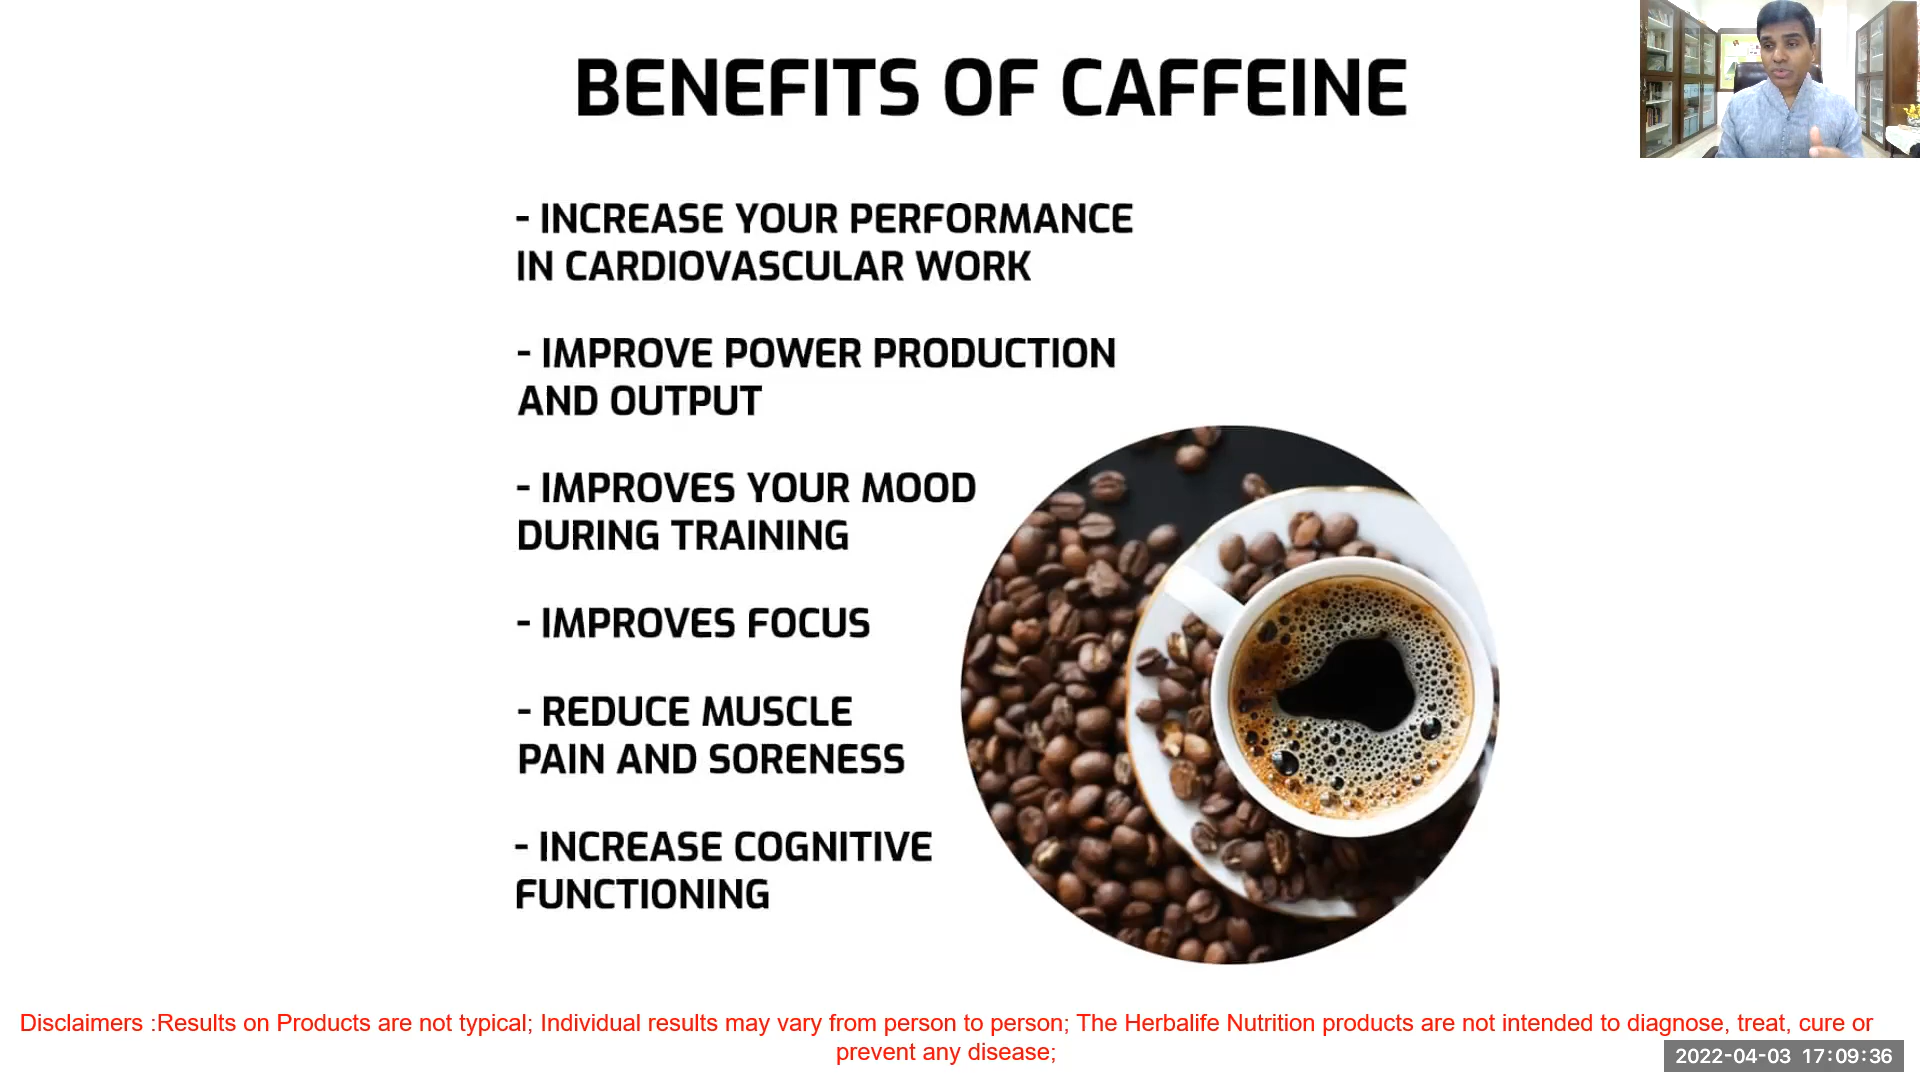 BENEFITS OF CAFFEINE
- INCREASE YOUR PERFORMANCE
IN CARDIOVASCULAR WORK
- IMPROVE POWER PRODUCTION
AND OUTPUT
- IMPROVES YOUR MOOD
DURING TRAINING
- IMPROVES FOCUS
- REDUCE MUSCLE
PAIN AND SORENESS
- INCREASE COGNITIVE
FUNCTIONING
Disclaimers :Results on Products are not typical; Individual results may vary from person to person; The Herbalife Nutrition products are not intended to diagnose, treat, cure or
prevent any disease;
2022-04-03 17:09:36